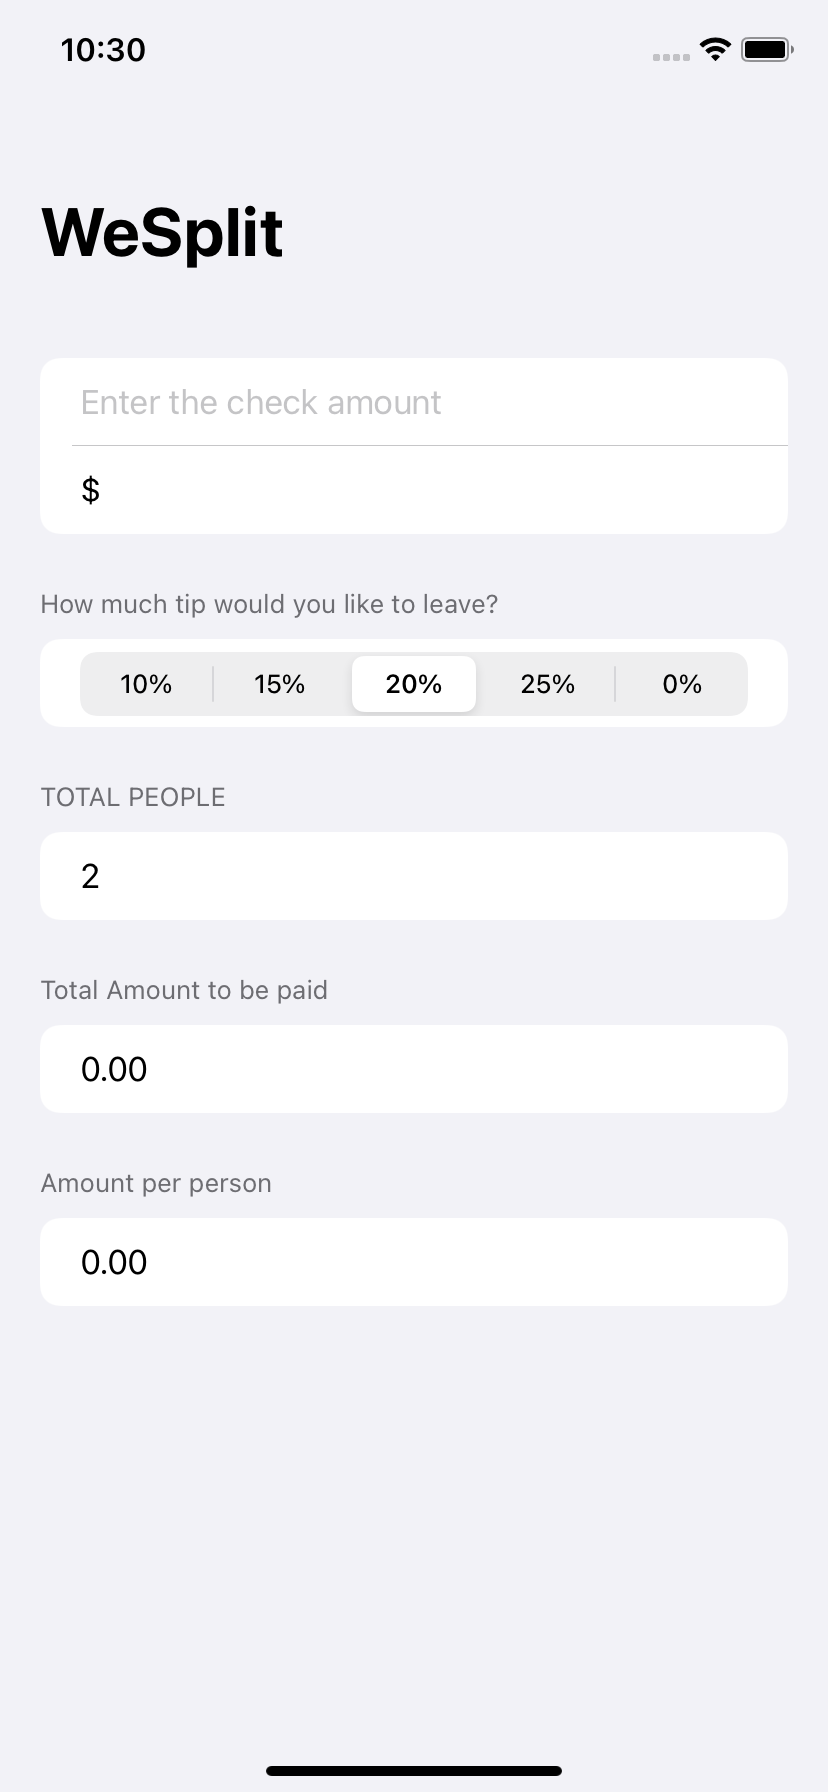 10:30
WeSplit
Enter the check amount
$
How much tip would you like to leave?
10% 15% 20% 25% 0%
TOTAL PEOPLE
2
Total Amount to be paid
0.00
Amount per person
0.00